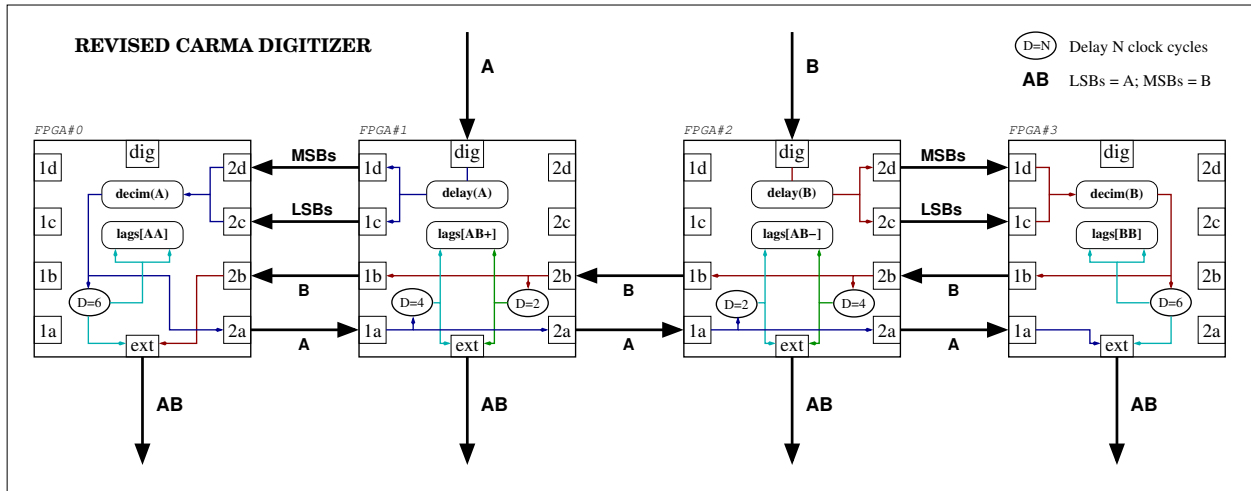 REVISED CARMA DIGITIZER
A
B
D=N Delay N clock cycles
AB LSBs = A; MSBs = B
FPGA#0
FPGA#1
FPGA#2
FPGA#3
1d dig 2d MSBs 1d dig 2d 1d dig 2d MSBs 1d dig 2d
decim(A) delay(A) delay(B) decim(B)
1c 2c LSBs 1c 2c 1c 2c LSBs 1c 2c
lags[AA] lags[AB+] lags[AB−] lags[BB]
1b 2b B 1b 2b B 1b 2b B 1b 2b
D=6 D=4 D=2 D=2 D=4 D=6
1a 2a A 1a 2a A 1a 2a A 1a 2a
ext ext ext ext
AB AB AB AB